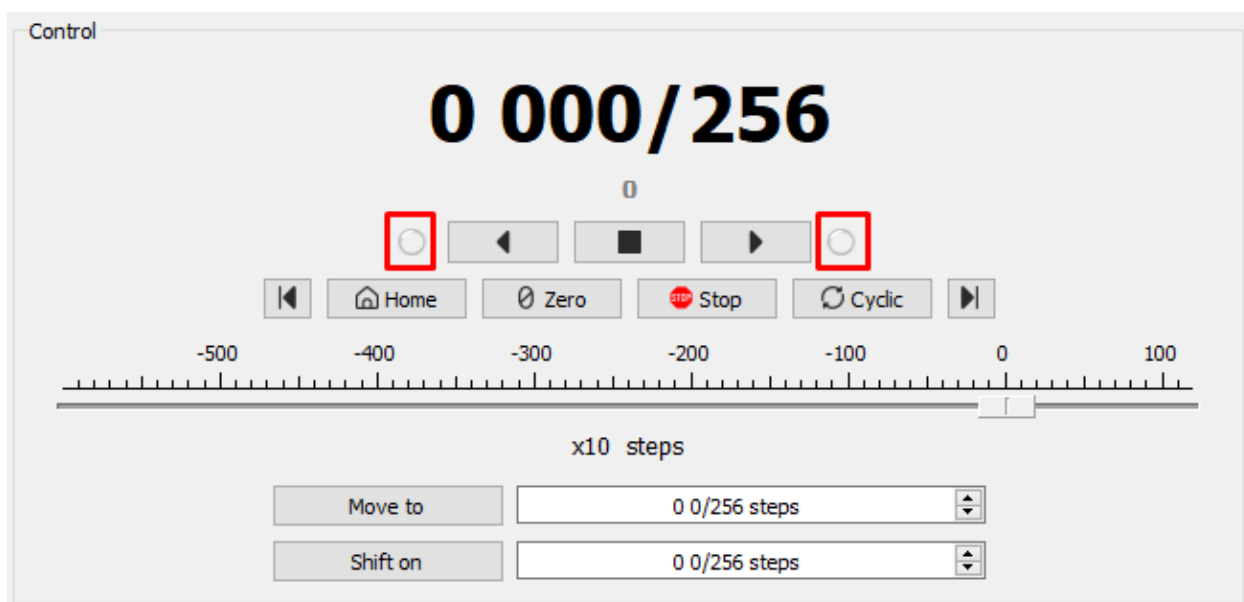 Control
0 000/256
0
Home Zero STOP Stop Cyclic
-500 -400 -300 -200 -100 0 100
x10 steps
Move to 0 0/256 steps
Shift on 0 0/256 steps